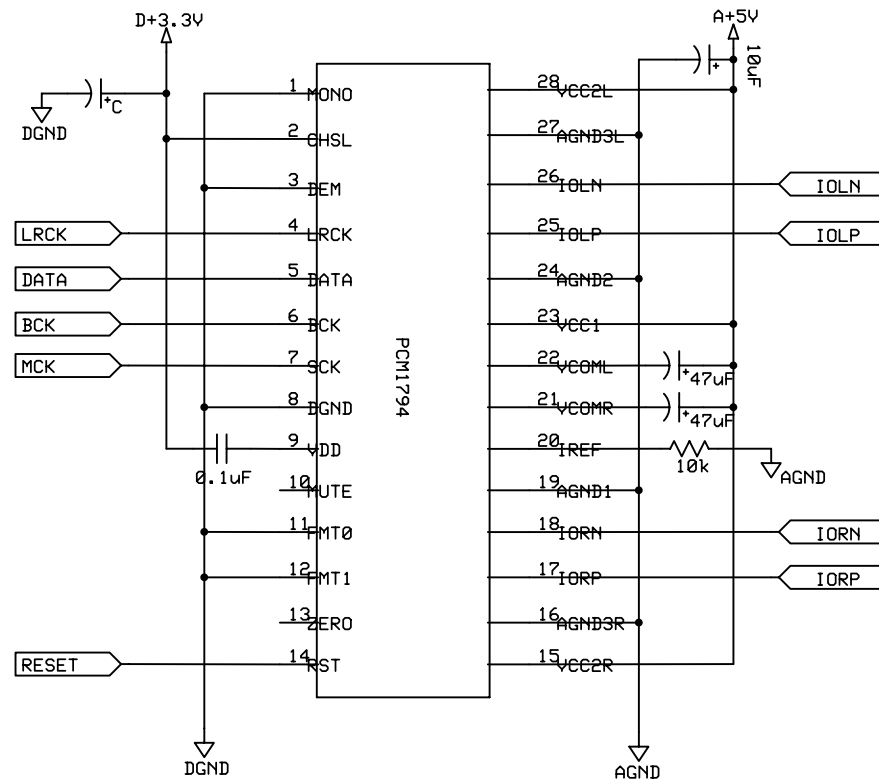 D+3.3V
A+5V
10uF
C
DGND
1 MONO
2 CHSL
3 DEM
LRCK 4 LRCK
DATA 5 DATA
BCK 6 BCK
MCK 7 SCK
8 DGND
9 VDD
0.1uF
10 MUTE
11 FMT0
12 FMT1
13 ZERO
RESET 14 RST
DGND
PCM1794
28 VCC2L
27 AGND3L
26 IOLN IOLN
25 IOLP IOLP
24 AGND2
23 VCC1
22 VCOML
47uF
21 VCOMR
47uF
20 IREF
10k
AGND
19 AGND1
18 IORN IORN
17 IORP IORP
16 AGND3R
15 VCC2R
AGND